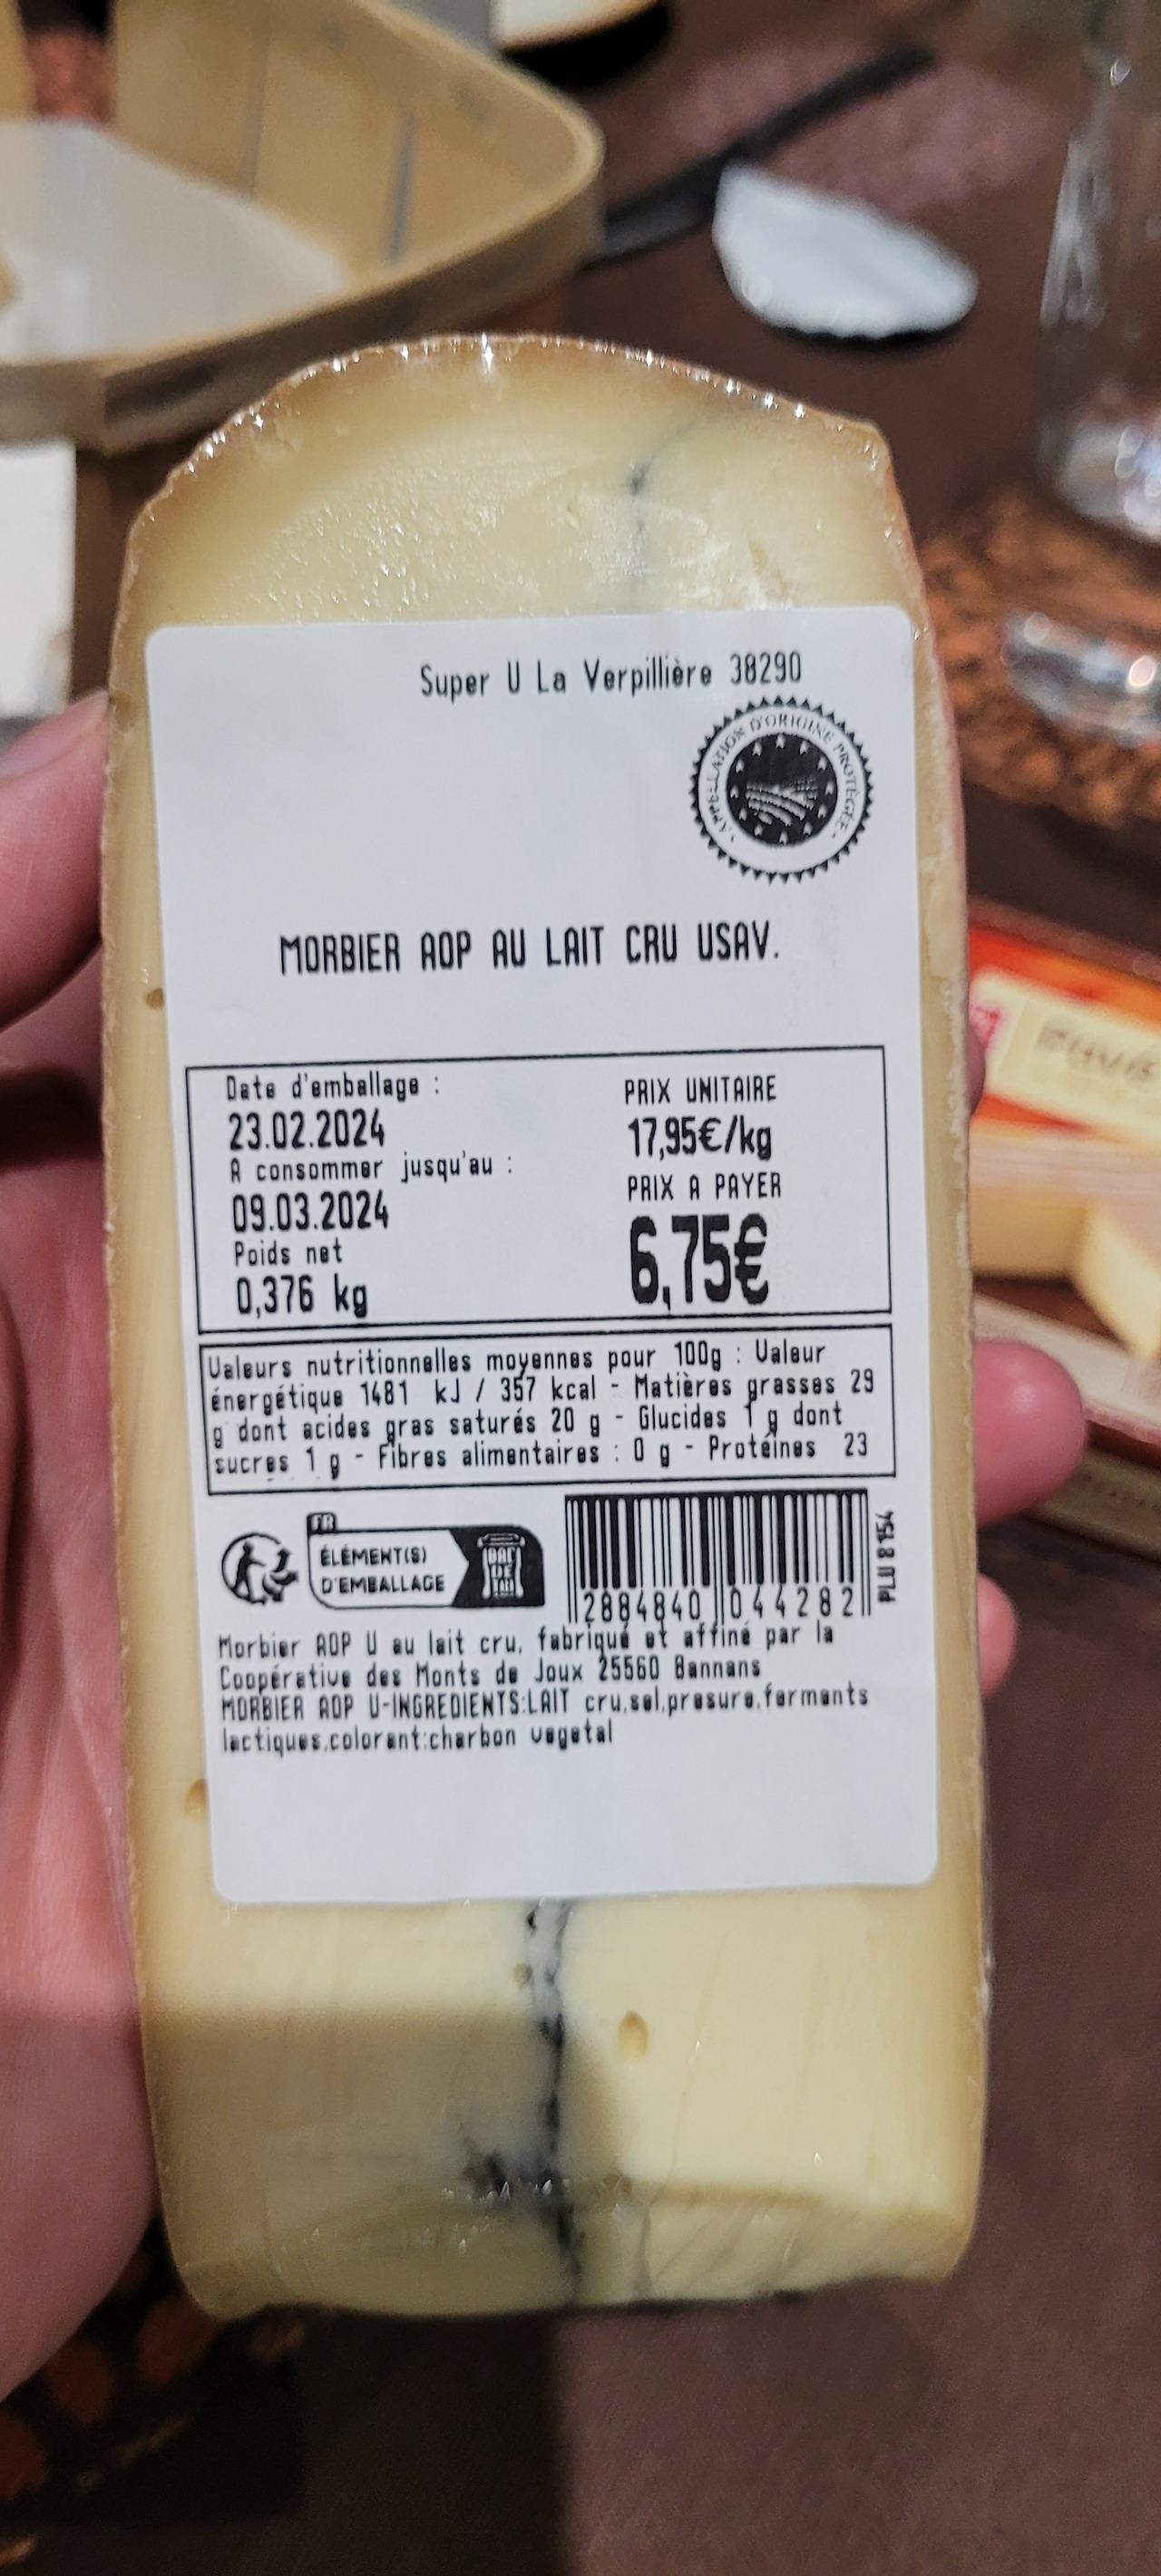 Super U La Verpillière 38290
APPELLATION D'ORIGINE PROTÉGÉE
MORBIER AOP AU LAIT CRU USAV.
Date d'emballage :
23.02.2024
A consommer jusqu'au :
09.03.2024
Poids net
0,376 kg
PRIX UNITAIRE
17,95€/kg
PRIX A PAYER
6,75€
Valeurs nutritionnelles moyennes pour 100g : Valeur
énergétique 1481 kJ / 357 kcal - Matières grasses 29
g dont acides gras saturés 20 g - Glucides 1 g dont
sucres 1 g - Fibres alimentaires : 0 g - Protéines 23
FR
ÉLÉMENT(S)
D'EMBALLAGE
BAC
DE
TRI
2884840 044282
PLU 8154
Morbier AOP U au lait cru, fabriqué et affiné par la
Coopérative des Monts de Joux 25560 Bannans
MORBIER AOP U-INGREDIENTS:LAIT cru,sel,presure,ferments
lactiques,colorant:charbon vegetal